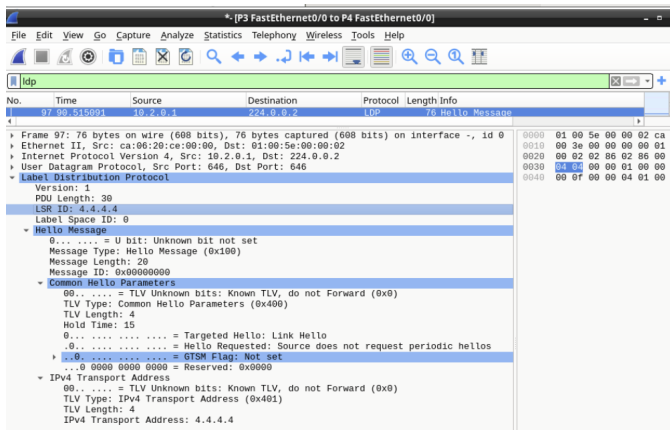 *- [P3 FastEthernet0/0 to P4 FastEthernet0/0]
File Edit View Go Capture Analyze Statistics Telephony Wireless Tools Help
ldp
No. Time Source Destination Protocol Length Info
97 90.515091 10.2.0.1 224.0.0.2 LDP 76 Hello Message
Frame 97: 76 bytes on wire (608 bits), 76 bytes captured (608 bits) on interface -, id 0
Ethernet II, Src: ca:06:20:ce:00:00, Dst: 01:00:5e:00:00:02
Internet Protocol Version 4, Src: 10.2.0.1, Dst: 224.0.0.2
User Datagram Protocol, Src Port: 646, Dst Port: 646
Label Distribution Protocol
Version: 1
PDU Length: 30
LSR ID: 4.4.4.4
Label Space ID: 0
Hello Message
0... .... = U bit: Unknown bit not set
Message Type: Hello Message (0x100)
Message Length: 20
Message ID: 0x00000000
Common Hello Parameters
00.. .... = TLV Unknown bits: Known TLV, do not Forward (0x0)
TLV Type: Common Hello Parameters (0x400)
TLV Length: 4
Hold Time: 15
0... .... .... .... = Targeted Hello: Link Hello
.0.. .... .... .... = Hello Requested: Source does not request periodic hellos
..0. .... .... .... = GTSM Flag: Not set
...0 0000 0000 0000 = Reserved: 0x0000
IPv4 Transport Address
00.. .... = TLV Unknown bits: Known TLV, do not Forward (0x0)
TLV Type: IPv4 Transport Address (0x401)
TLV Length: 4
IPv4 Transport Address: 4.4.4.4
0000 01 00 5e 00 00 02 ca
0010 00 3e 00 00 00 00 01
0020 00 02 02 86 02 86 00
0030 04 04 00 00 01 00 00
0040 00 0f 00 00 04 01 00